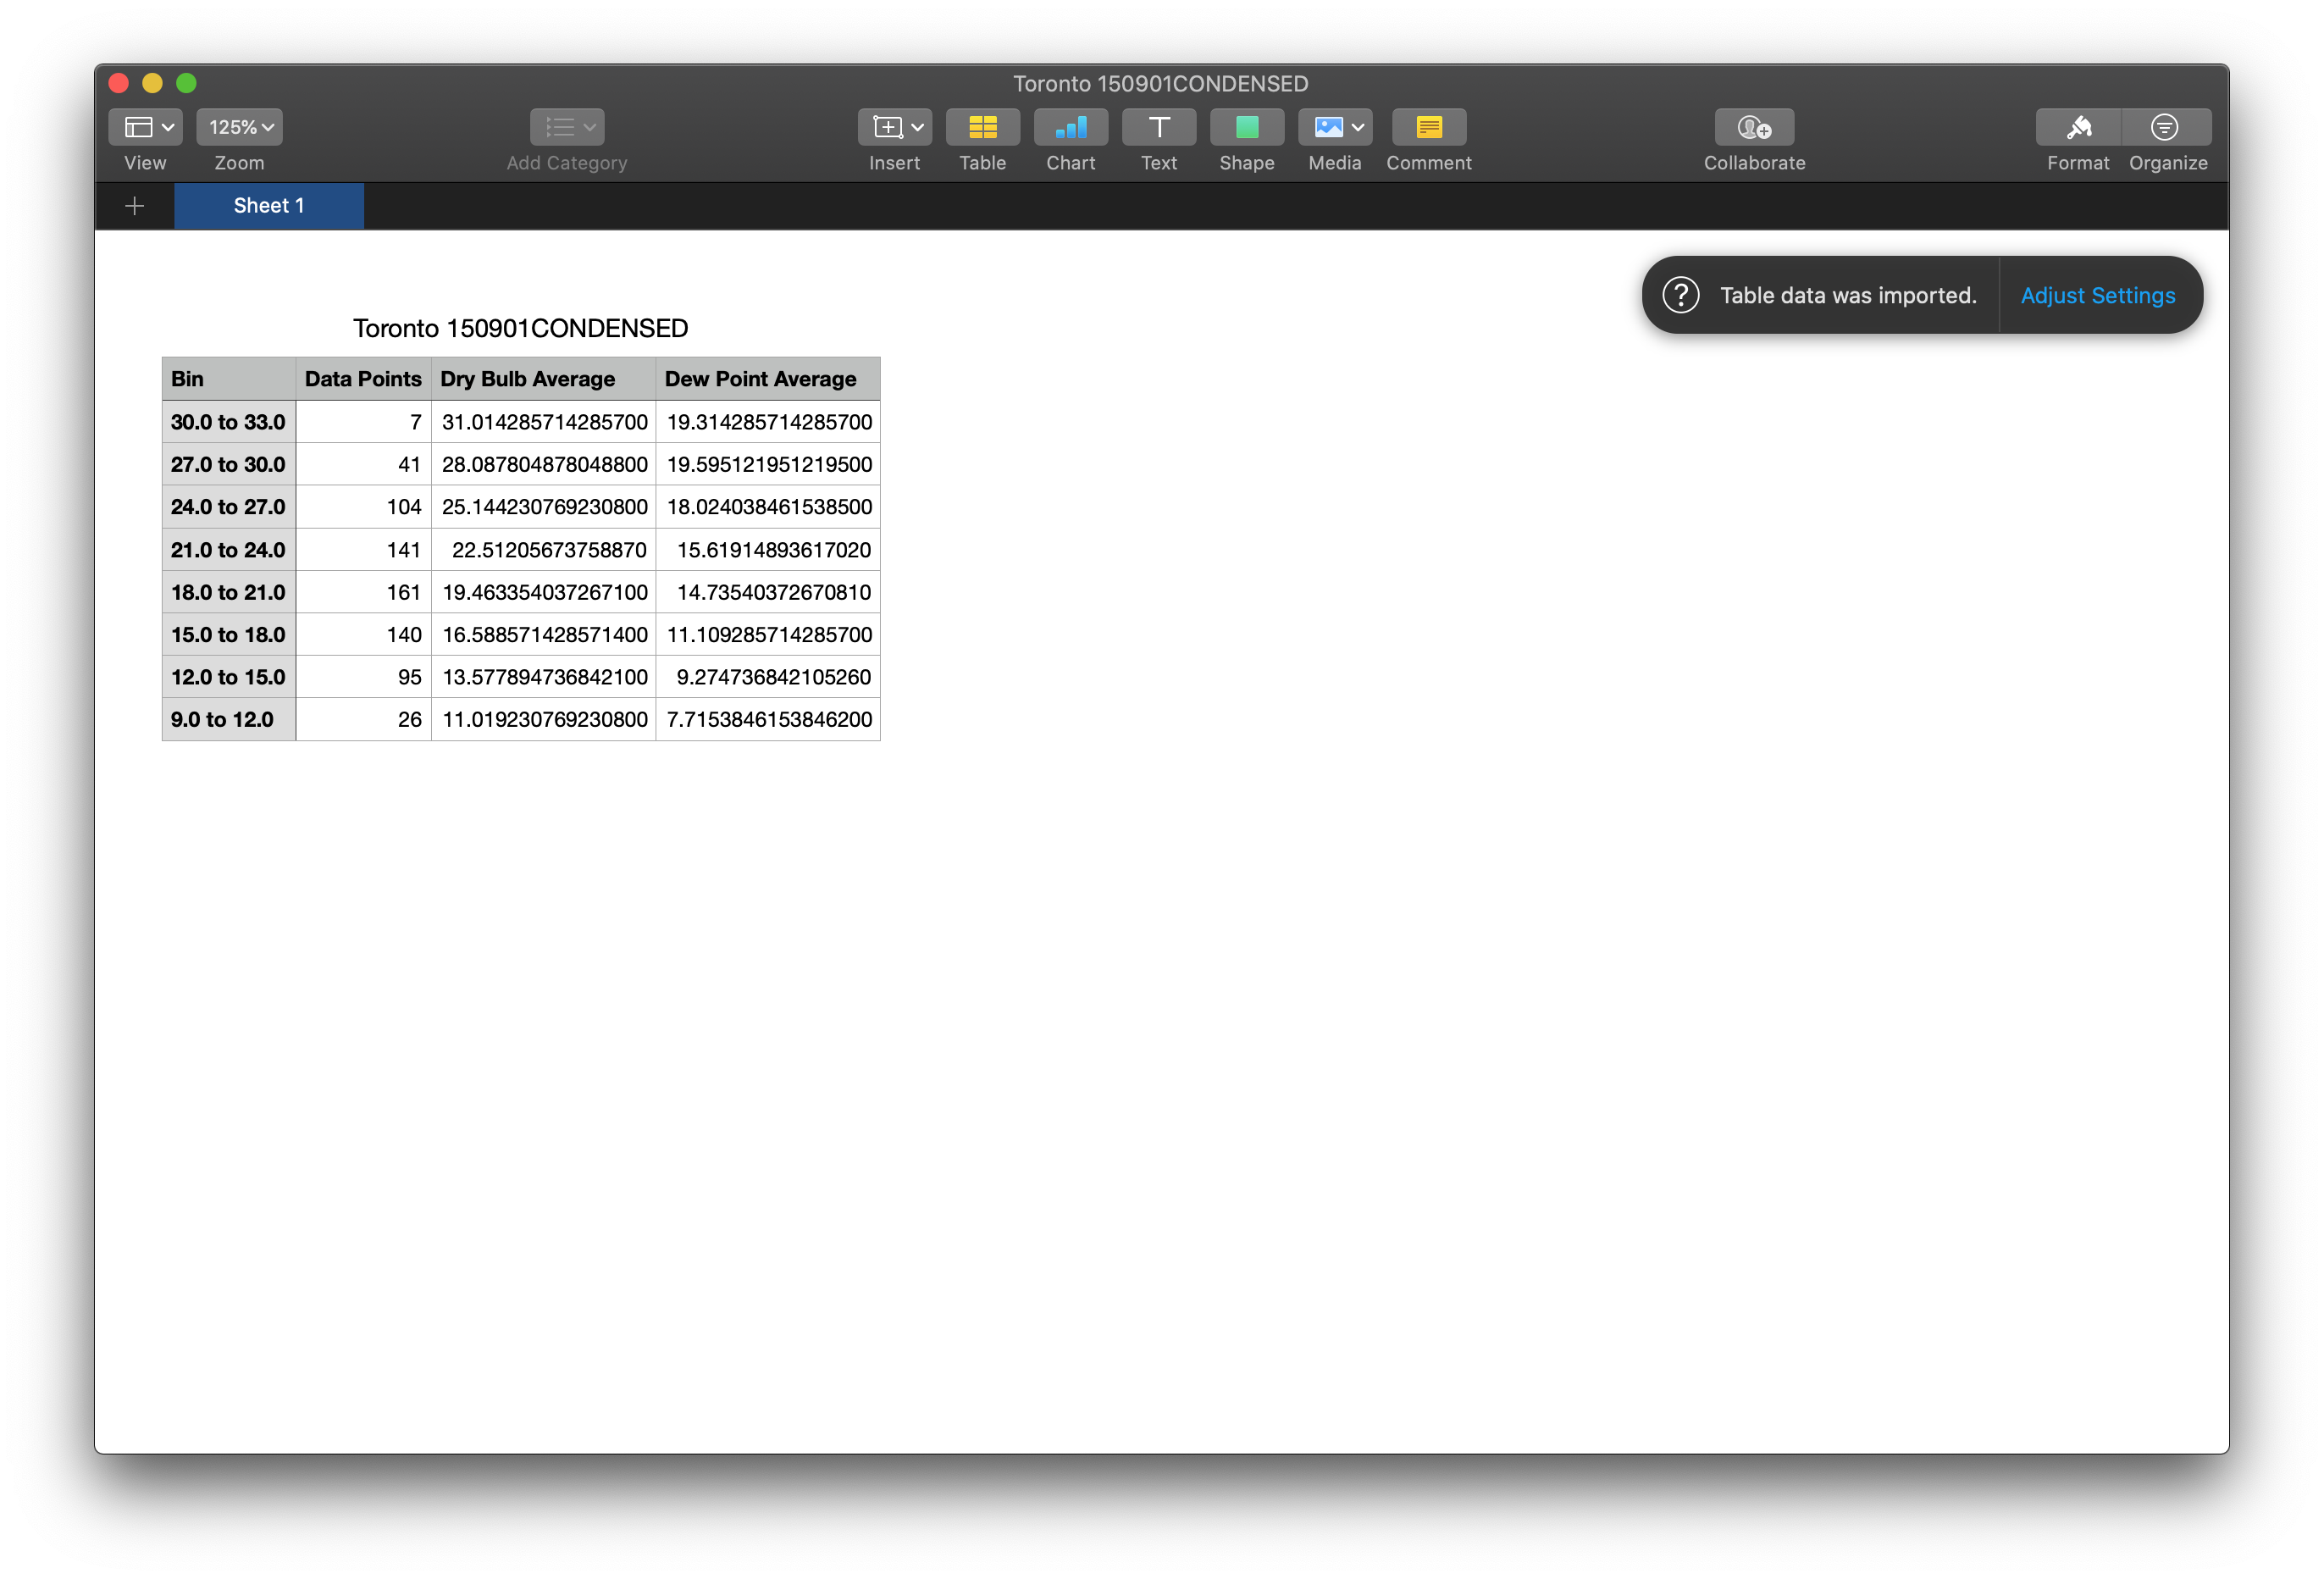 Toronto 150901CONDENSED
125%
View Zoom Add Category Insert Table Chart Text Shape Media Comment Collaborate Format Organize
Sheet 1
? Table data was imported. Adjust Settings
Toronto 150901CONDENSED
Bin Data Points Dry Bulb Average Dew Point Average
30.0 to 33.0 7 31.014285714285700 19.314285714285700
27.0 to 30.0 41 28.087804878048800 19.595121951219500
24.0 to 27.0 104 25.144230769230800 18.024038461538500
21.0 to 24.0 141 22.51205673758870 15.61914893617020
18.0 to 21.0 161 19.463354037267100 14.73540372670810
15.0 to 18.0 140 16.588571428571400 11.109285714285700
12.0 to 15.0 95 13.577894736842100 9.274736842105260
9.0 to 12.0 26 11.019230769230800 7.7153846153846200